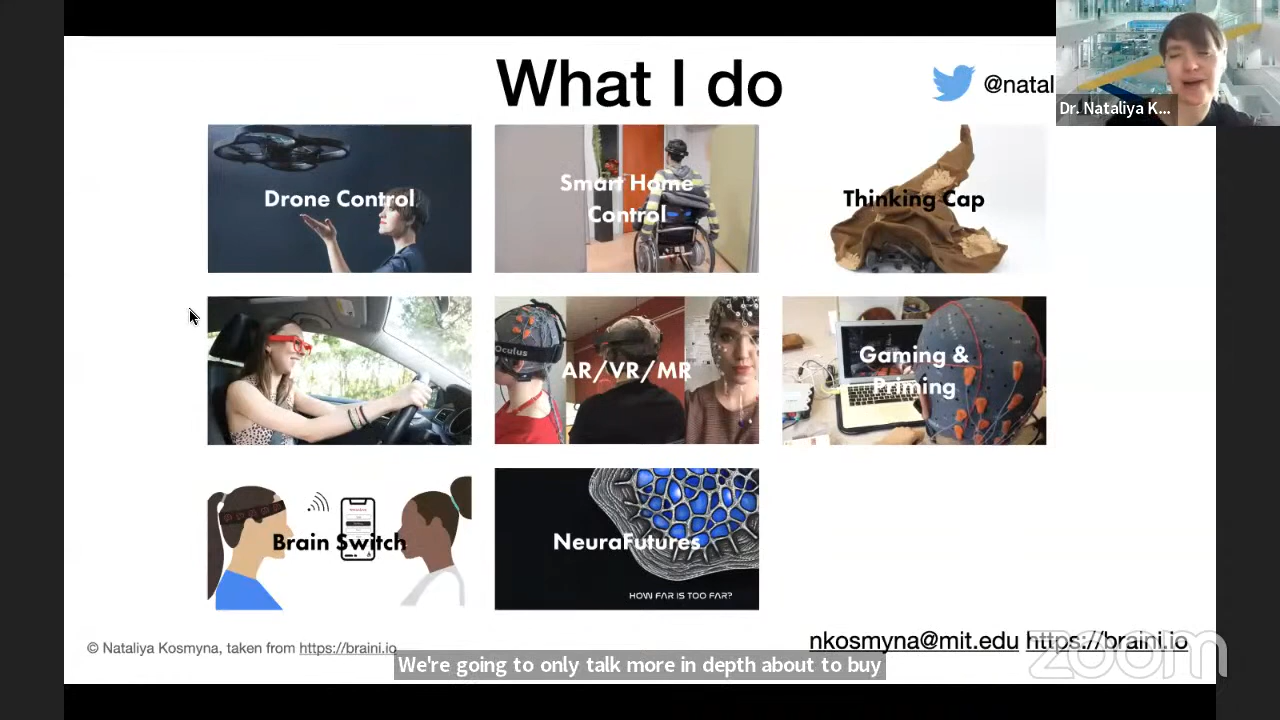 What I do
@natal
Dr. Nataliya K...
Drone Control
Smart Home
Control
Thinking Cap
Oculus
AR/VR/MR
Gaming &
Priming
Brain Switch
NeuraFutures
HOW FAR IS TOO FAR?
© Nataliya Kosmyna, taken from https://braini.io
nkosmyna@mit.edu https://braini.io
We're going to only talk more in depth about to buy
zoom